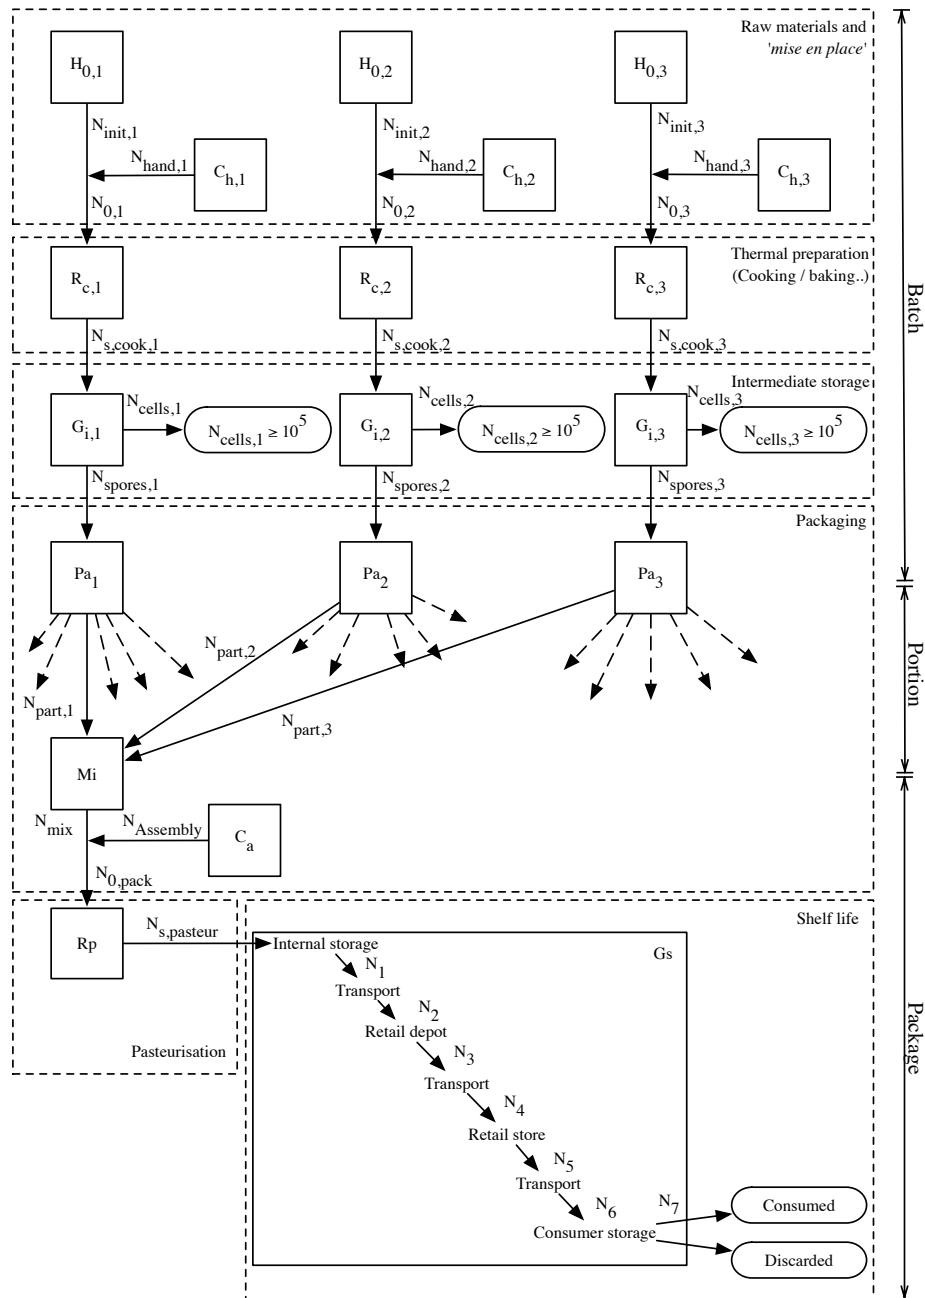 Raw materials and
'mise en place'
H0,1
H0,2
H0,3
Ninit,1
Ninit,2
Ninit,3
Nhand,1
Nhand,2
Nhand,3
Ch,1
Ch,2
Ch,3
N0,1
N0,2
N0,3
Thermal preparation
(Cooking / baking..)
Rc,1
Rc,2
Rc,3
Ns,cook,1
Ns,cook,2
Ns,cook,3
Intermediate storage
Ncells,1
Ncells,2
Ncells,3
Gi,1
Ncells,1 ≥ 10^5
Gi,2
Ncells,2 ≥ 10^5
Gi,3
Ncells,3 ≥ 10^5
Nspores,1
Nspores,2
Nspores,3
Packaging
Pa1
Pa2
Pa3
Npart,2
Npart,1
Npart,3
Mi
Nmix
NAssembly
Ca
N0,pack
Rp
Ns,pasteur
Pasteurisation
Shelf life
Gs
Internal storage
N1
Transport
N2
Retail depot
N3
Transport
N4
Retail store
N5
Transport
N6
Consumer storage
N7
Consumed
Discarded
Batch
Portion
Package